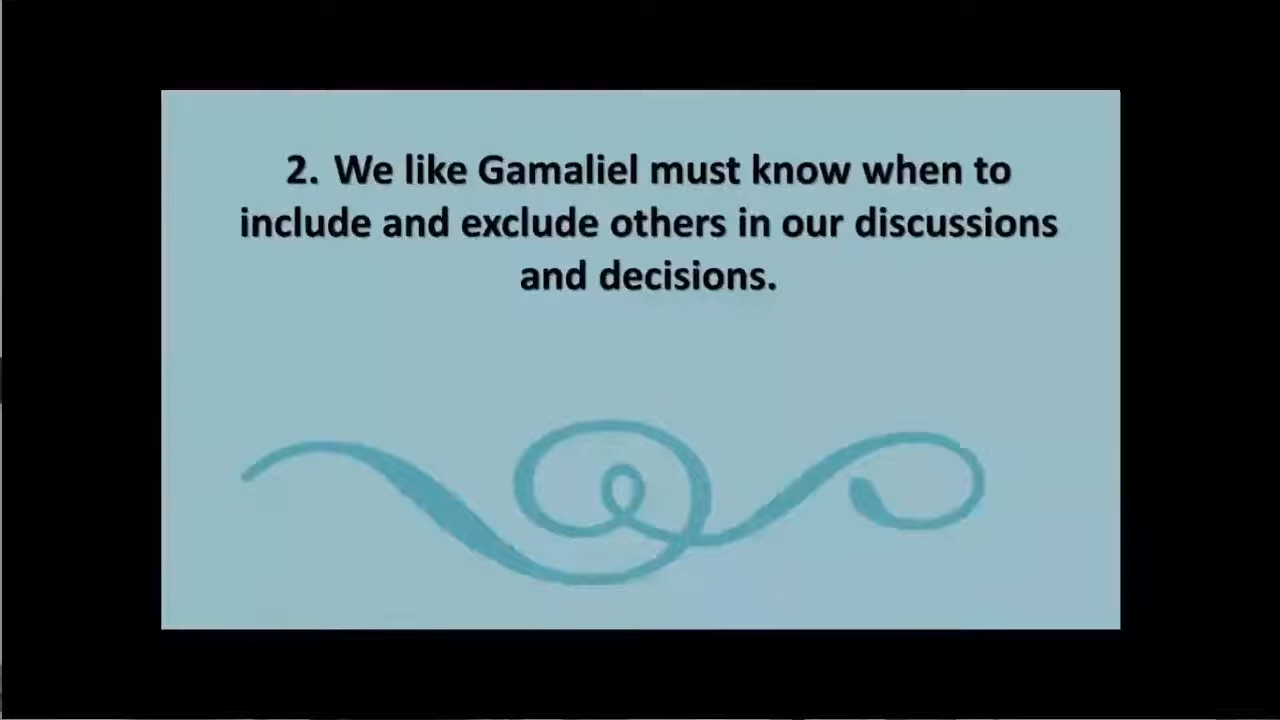 2. We like Gamaliel must know when to
include and exclude others in our discussions
and decisions.